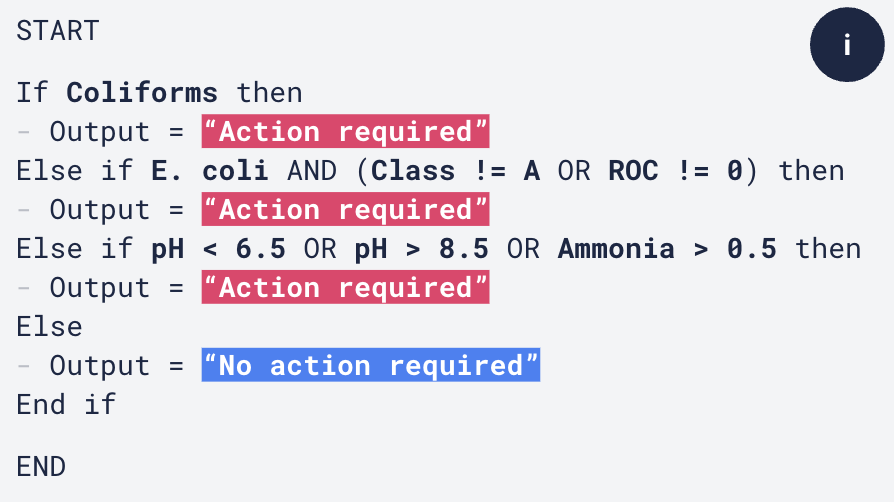 START
i
If Coliforms then
- Output = “Action required”
Else if E. coli AND (Class != A OR ROC != 0) then
- Output = “Action required”
Else if pH < 6.5 OR pH > 8.5 OR Ammonia > 0.5 then
- Output = “Action required”
Else
- Output = “No action required”
End if
END